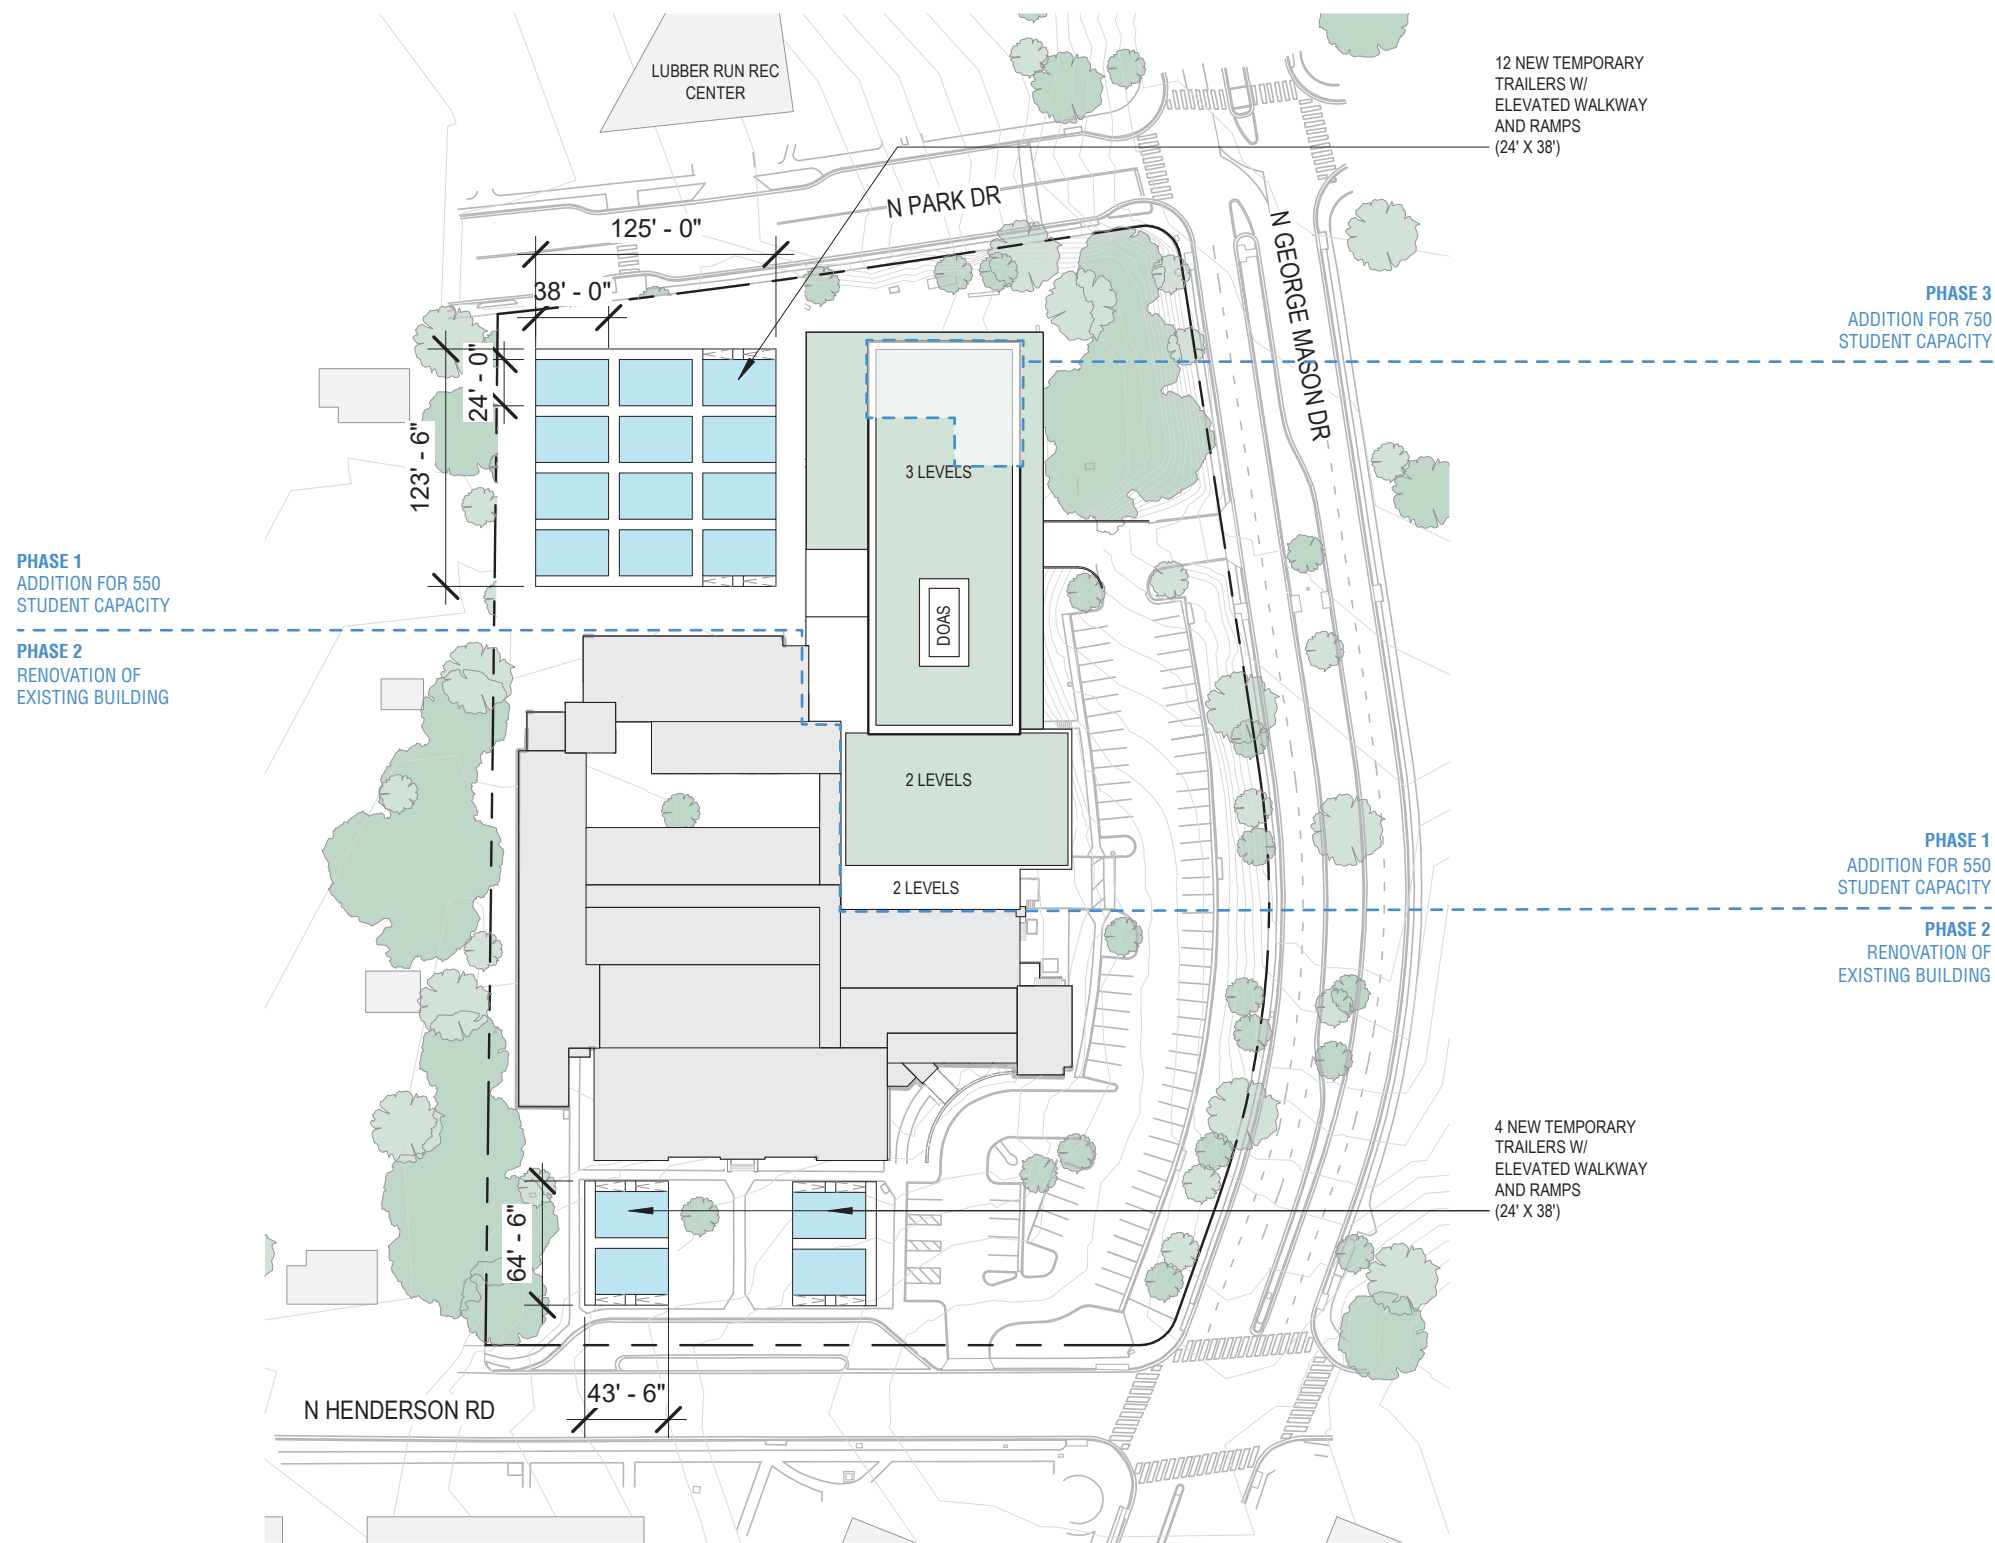 LUBBER RUN REC
CENTER
12 NEW TEMPORARY
TRAILERS W/
ELEVATED WALKWAY
AND RAMPS
(24' X 38')
N PARK DR
N GEORGE MASON DR
125' - 0"
38' - 0"
24' - 0"
123' - 6"
PHASE 3
ADDITION FOR 750
STUDENT CAPACITY
3 LEVELS
DOAS
PHASE 1
ADDITION FOR 550
STUDENT CAPACITY
PHASE 2
RENOVATION OF
EXISTING BUILDING
2 LEVELS
2 LEVELS
PHASE 1
ADDITION FOR 550
STUDENT CAPACITY
PHASE 2
RENOVATION OF
EXISTING BUILDING
4 NEW TEMPORARY
TRAILERS W/
ELEVATED WALKWAY
AND RAMPS
(24' X 38')
64' - 6"
43' - 6"
N HENDERSON RD